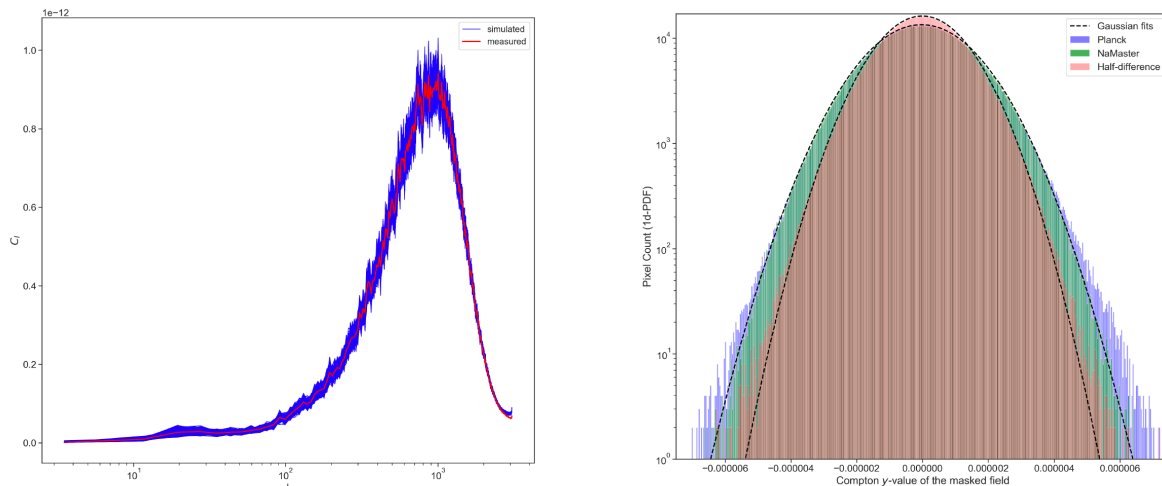 1e−12
simulated
measured
1.0
0.8
0.6
0.4
0.2
0.0
C_l
10^1
10^2
10^3
Gaussian fits
Planck
NaMaster
Half-difference
10^4
10^3
10^2
10^1
10^0
Pixel Count (1d-PDF)
−0.000006
−0.000004
−0.000002
0.000000
0.000002
0.000004
0.000006
Compton y-value of the masked field